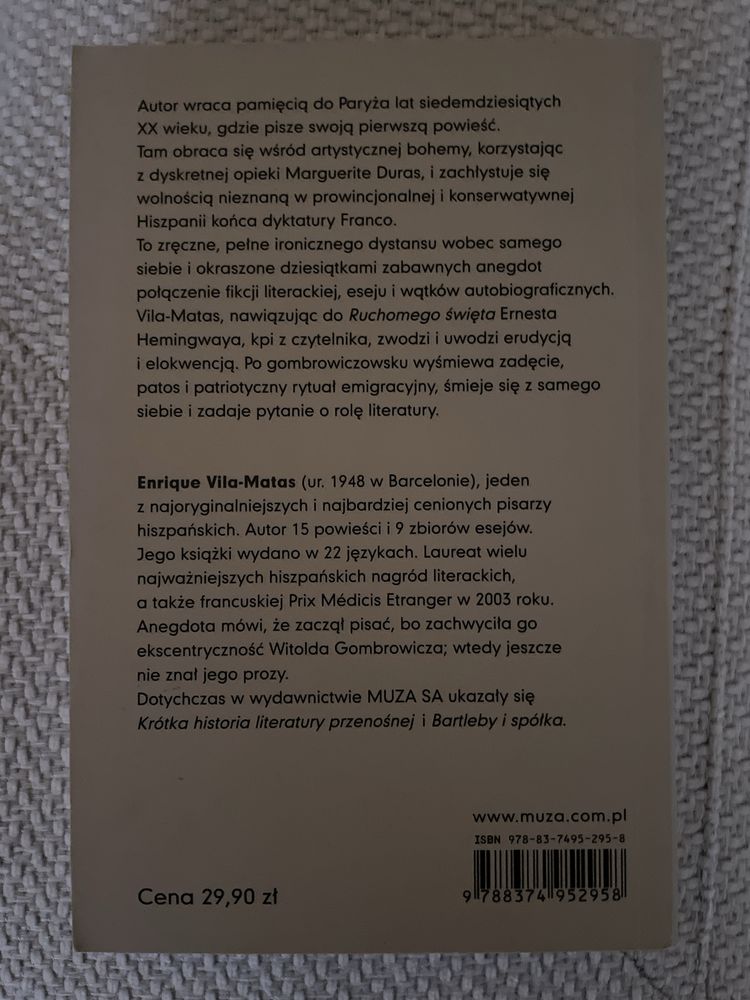 Autor wraca pamięcią do Paryża lat siedemdziesiątych
XX wieku, gdzie pisze swoją pierwszą powieść.
Tam obraca się wśród artystycznej bohemy, korzystając
z dyskretnej opieki Marguerite Duras, i zachłystuje się
wolnością nieznaną w prowincjonalnej i konserwatywnej
Hiszpanii końca dyktatury Franco.
To zręczne, pełne ironicznego dystansu wobec samego
siebie i okraszone dziesiątkami zabawnych anegdot
połączenie fikcji literackiej, eseju i wątków autobiograficznych.
Vila-Matas, nawiązując do Ruchomego święta Ernesta
Hemingwaya, kpi z czytelnika, zwodzi i uwodzi erudycją
i elokwencją. Po gombrowiczowsku wyśmiewa zadęcie,
patos i patriotyczny rytuał emigracyjny, śmieje się z samego
siebie i zadaje pytanie o rolę literatury.
Enrique Vila-Matas (ur. 1948 w Barcelonie), jeden
z najoryginalniejszych i najbardziej cenionych pisarzy
hiszpańskich. Autor 15 powieści i 9 zbiorów esejów.
Jego książki wydano w 22 językach. Laureat wielu
najważniejszych hiszpańskich nagród literackich,
a także francuskiej Prix Médicis Etranger w 2003 roku.
Anegdota mówi, że zaczął pisać, bo zachwyciła go
ekscentryczność Witolda Gombrowicza; wtedy jeszcze
nie znał jego prozy.
Dotychczas w wydawnictwie MUZA SA ukazały się
Krótka historia literatury przenośnej i Bartleby i spółka.
www.muza.com.pl
ISBN 978-83-7495-295-8
9 788374 952958
Cena 29,90 zł